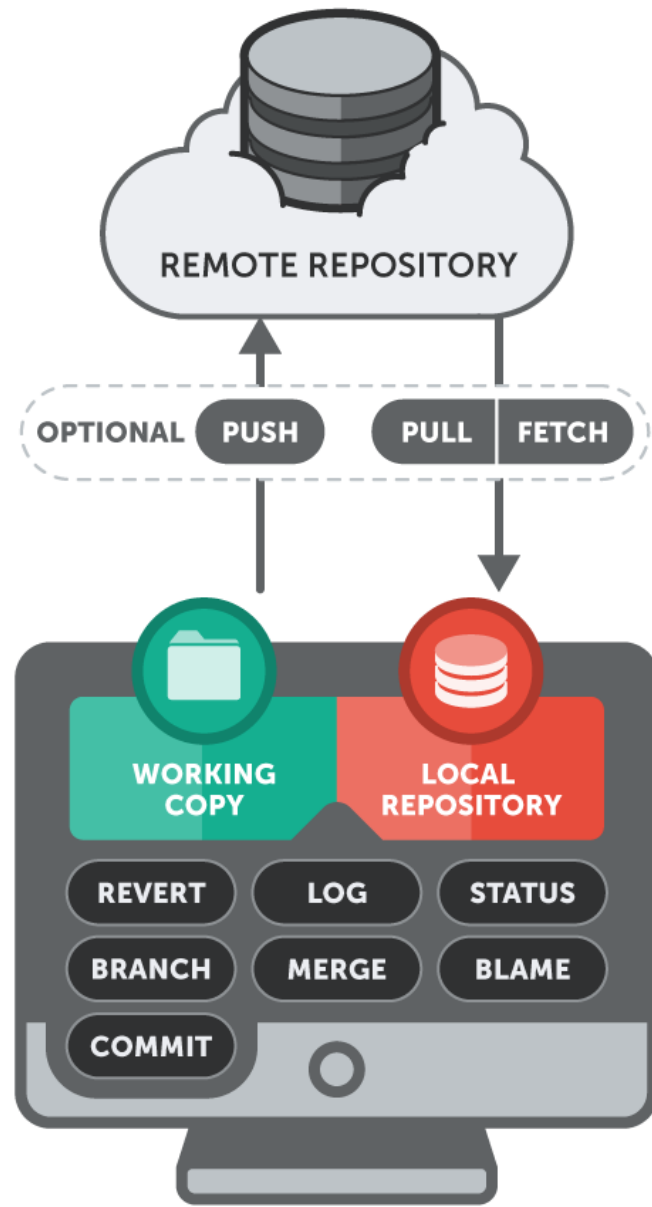 REMOTE REPOSITORY
OPTIONAL PUSH PULL FETCH
WORKING
COPY
LOCAL
REPOSITORY
REVERT LOG STATUS
BRANCH MERGE BLAME
COMMIT